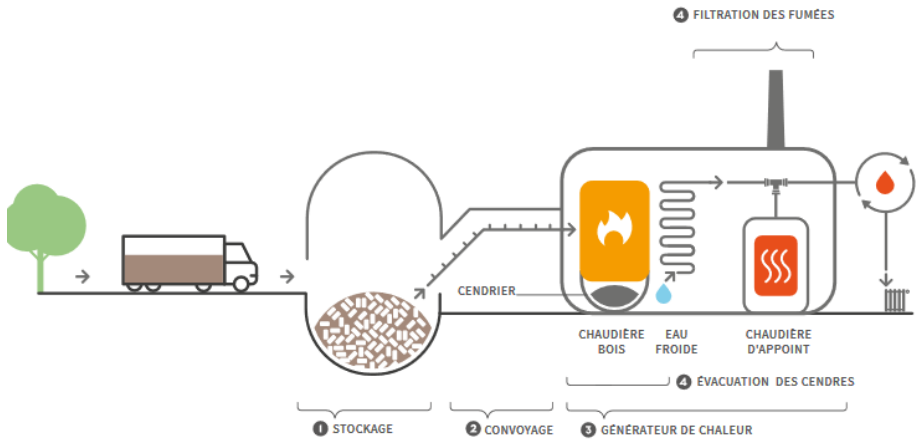 4 FILTRATION DES FUMÉES
CENDRIER
CHAUDIÈRE
BOIS
EAU
FROIDE
CHAUDIÈRE
D'APPOINT
4 ÉVACUATION DES CENDRES
1 STOCKAGE
2 CONVOYAGE
3 GÉNÉRATEUR DE CHALEUR